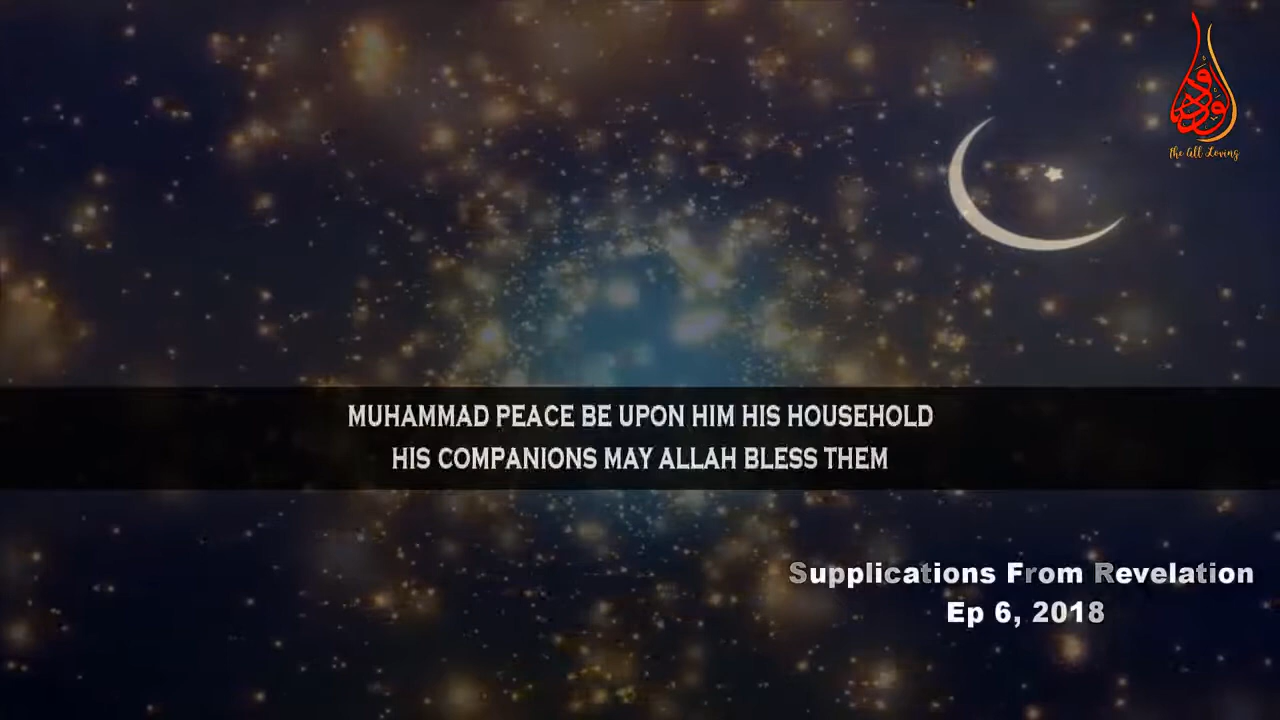 الودود
The All Loving
MUHAMMAD PEACE BE UPON HIM HIS HOUSEHOLD
HIS COMPANIONS MAY ALLAH BLESS THEM
Supplications From Revelation
Ep 6, 2018